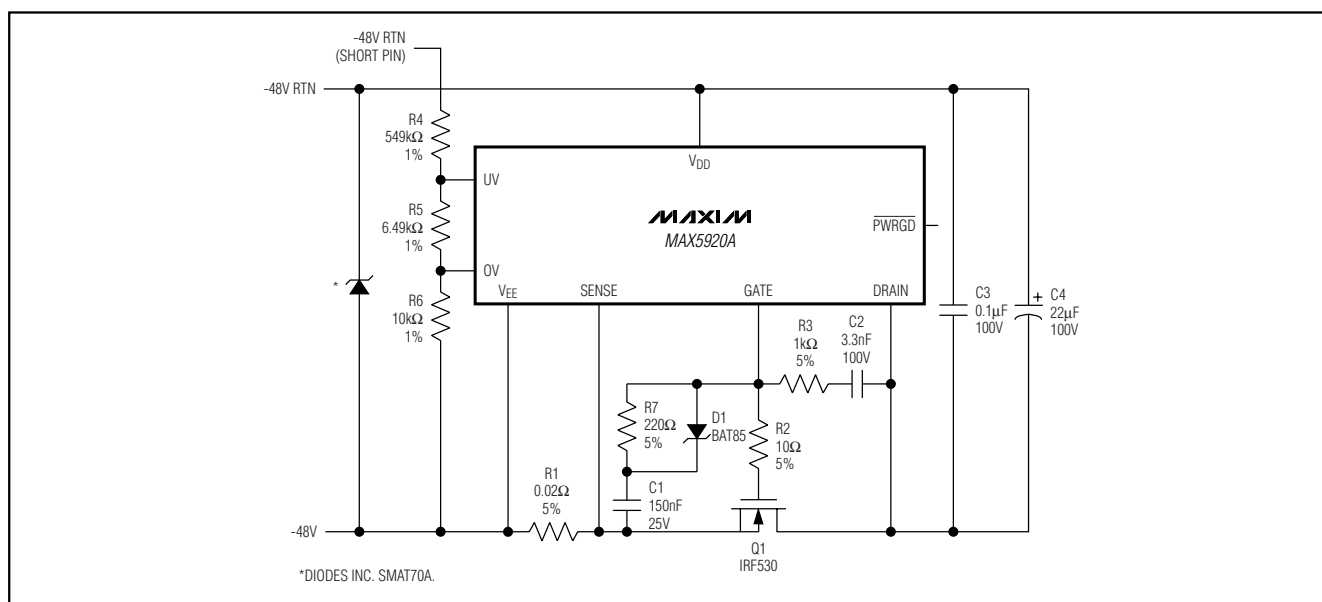 -48V RTN
(SHORT PIN)
-48V RTN
R4
549kΩ
1%
UV
R5
6.49kΩ
1%
OV
R6
10kΩ
1%
*
VDD
MAXIM
MAX5920A
PWRGD
VEE
SENSE
GATE
DRAIN
R3
1kΩ
5%
C2
3.3nF
100V
C3
0.1µF
100V
+
C4
22µF
100V
R7
220Ω
5%
D1
BAT85
R2
10Ω
5%
R1
0.02Ω
5%
C1
150nF
25V
-48V
Q1
IRF530
*DIODES INC. SMAT70A.